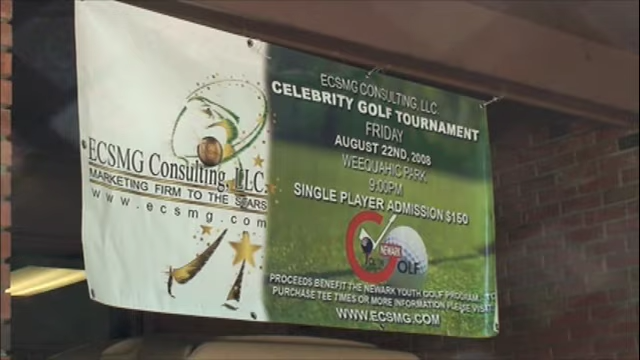 ECSMG Consulting, LLC.
MARKETING FIRM TO THE STARS
www.ecsmg.com
ECSMG CONSULTING, LLC.
CELEBRITY GOLF TOURNAMENT
FRIDAY
AUGUST 22ND, 2008
WEEQUAHIC PARK
9:00PM
SINGLE PLAYER ADMISSION $150
NEWARK
GOLF
PROCEEDS BENEFIT THE NEWARK YOUTH GOLF PROGRAM... TO
PURCHASE TEE TIMES OR MORE INFORMATION PLEASE VISIT
WWW.ECSMG.COM